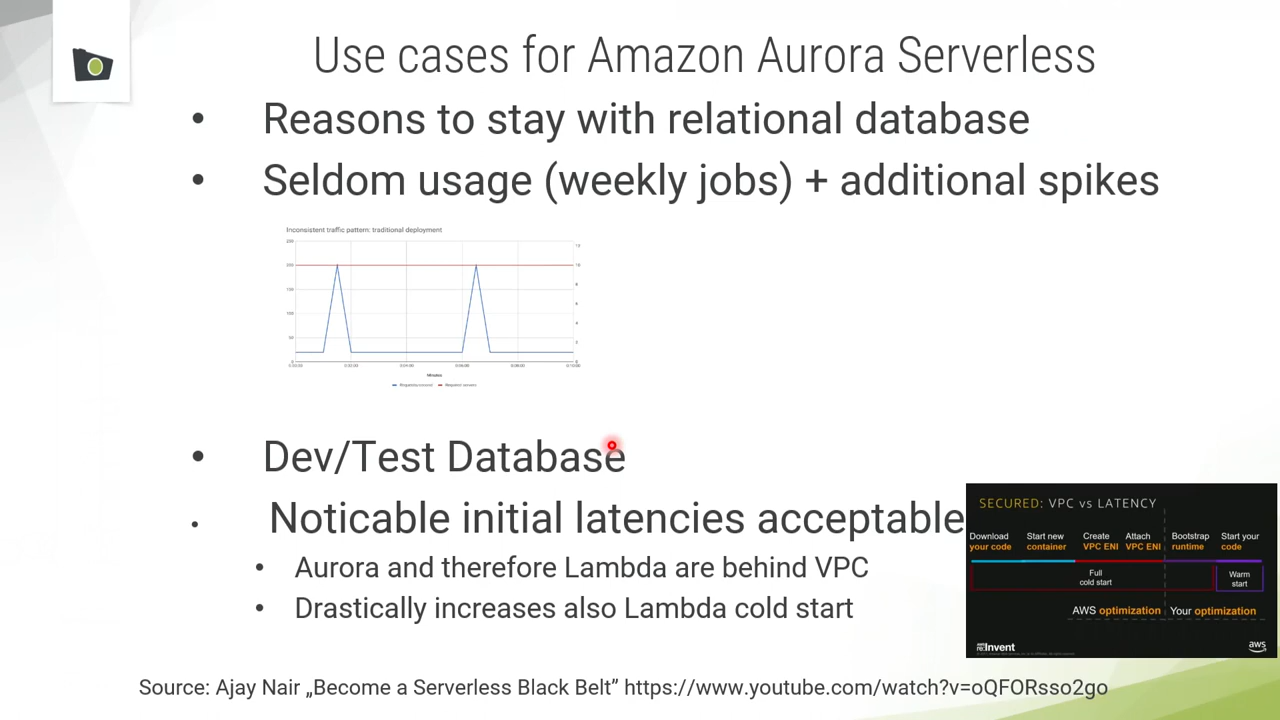 Use cases for Amazon Aurora Serverless
• Reasons to stay with relational database
• Seldom usage (weekly jobs) + additional spikes
Inconsistent traffic pattern: traditional deployment
Minutes
• Dev/Test Database
• Noticable initial latencies acceptable
• Aurora and therefore Lambda are behind VPC
• Drastically increases also Lambda cold start
SECURED: VPC vs LATENCY
Download your code
Start new container
Create VPC ENI
Attach VPC ENI
Bootstrap runtime
Start your code
Full cold start
Warm start
AWS optimization
Your optimization
re:Invent
aws
Source: Ajay Nair „Become a Serverless Black Belt” https://www.youtube.com/watch?v=oQFORsso2go